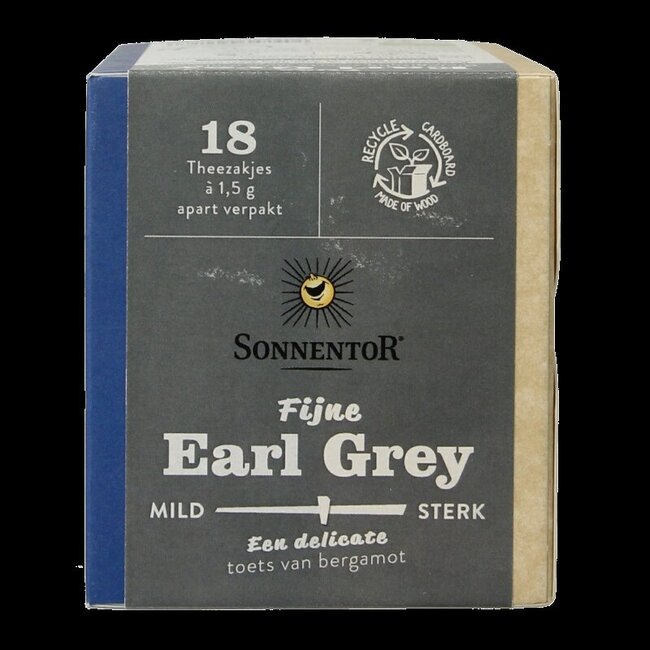 18
Theezakjes
à 1,5 g
apart verpakt
RECYCLE CARDBOARD
MADE OF WOOD
SONNENTOR®
Fijne
Earl Grey
MILD STERK
Een delicate
toets van bergamot